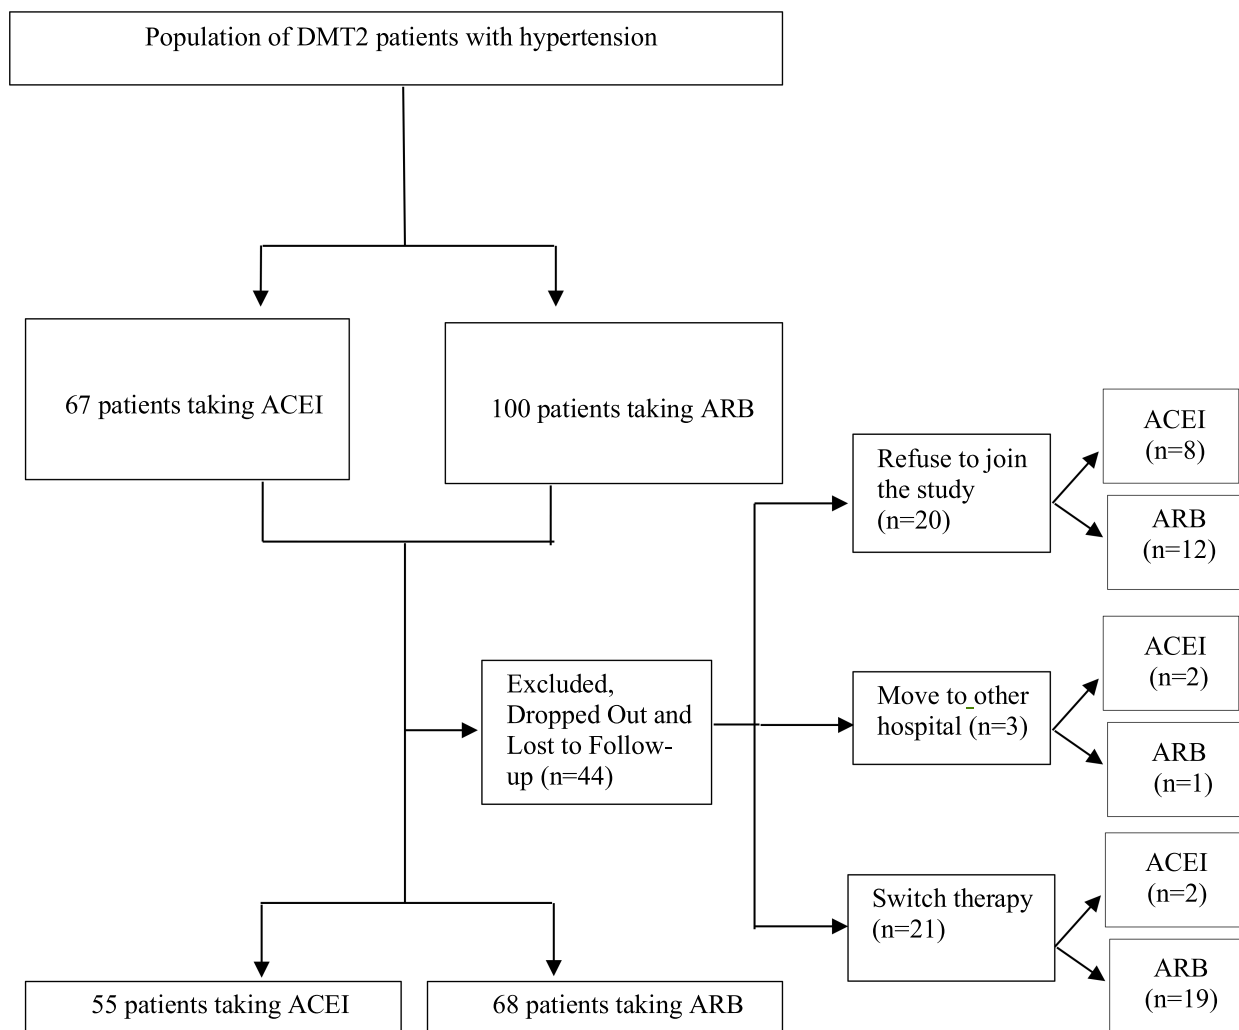 Population of DMT2 patients with hypertension
67 patients taking ACEI
100 patients taking ARB
Refuse to join
the study
(n=20)
ACEI
(n=8)
ARB
(n=12)
Excluded,
Dropped Out and
Lost to Follow-
up (n=44)
Move to other
hospital (n=3)
ACEI
(n=2)
ARB
(n=1)
Switch therapy
(n=21)
ACEI
(n=2)
ARB
(n=19)
55 patients taking ACEI
68 patients taking ARB